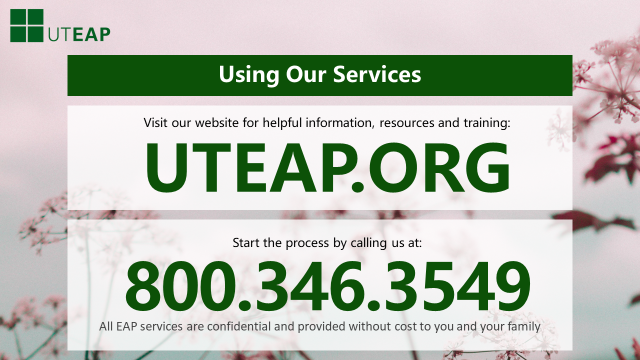 UTEAP
Using Our Services
Visit our website for helpful information, resources and training:
UTEAP.ORG
Start the process by calling us at:
800.346.3549
All EAP services are confidential and provided without cost to you and your family